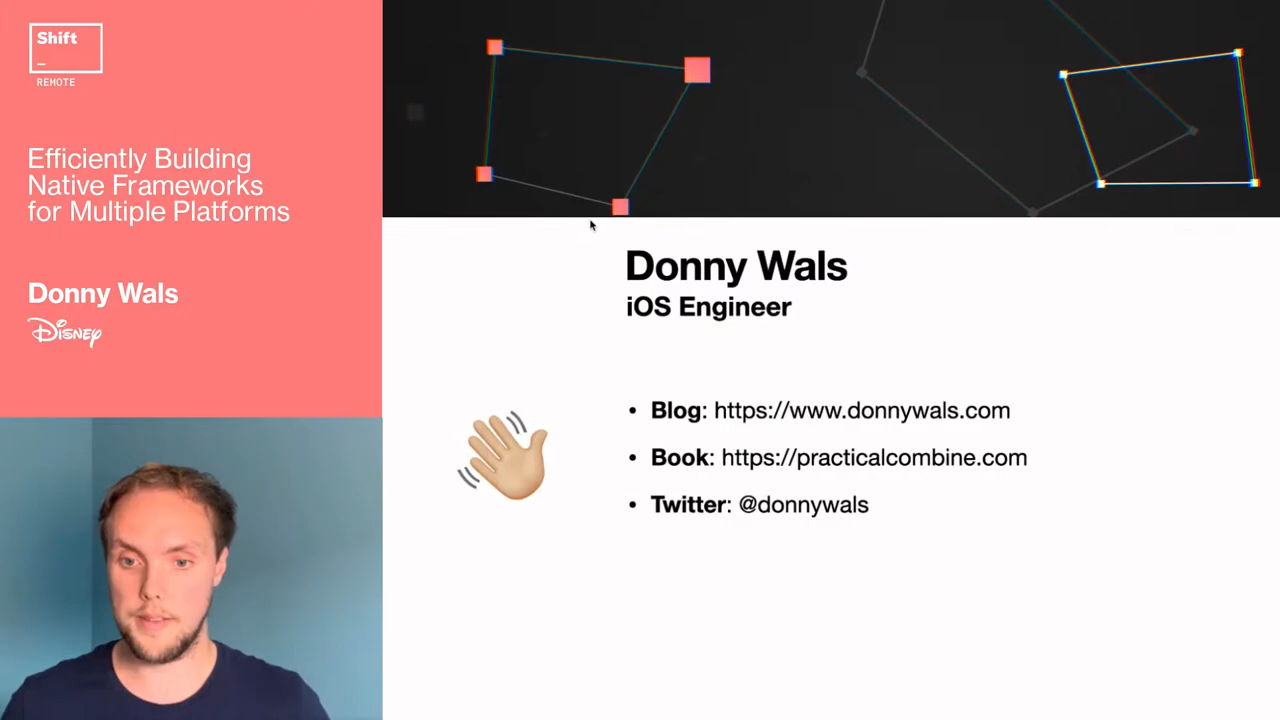 Shift
_
REMOTE
Efficiently Building
Native Frameworks
for Multiple Platforms
Donny Wals
Disney
Donny Wals
iOS Engineer
• Blog: https://www.donnywals.com
• Book: https://practicalcombine.com
• Twitter: @donnywals